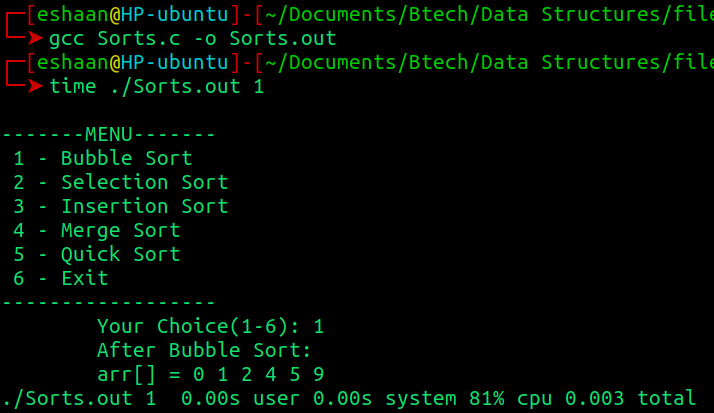 [eshaan@HP-ubuntu]-[~/Documents/Btech/Data Structures/file
gcc Sorts.c -o Sorts.out
[eshaan@HP-ubuntu]-[~/Documents/Btech/Data Structures/file
time ./Sorts.out 1
-------MENU-------
1 - Bubble Sort
2 - Selection Sort
3 - Insertion Sort
4 - Merge Sort
5 - Quick Sort
6 - Exit
------------------
Your Choice(1-6): 1
After Bubble Sort:
arr[] = 0 1 2 4 5 9
./Sorts.out 1  0.00s user 0.00s system 81% cpu 0.003 total